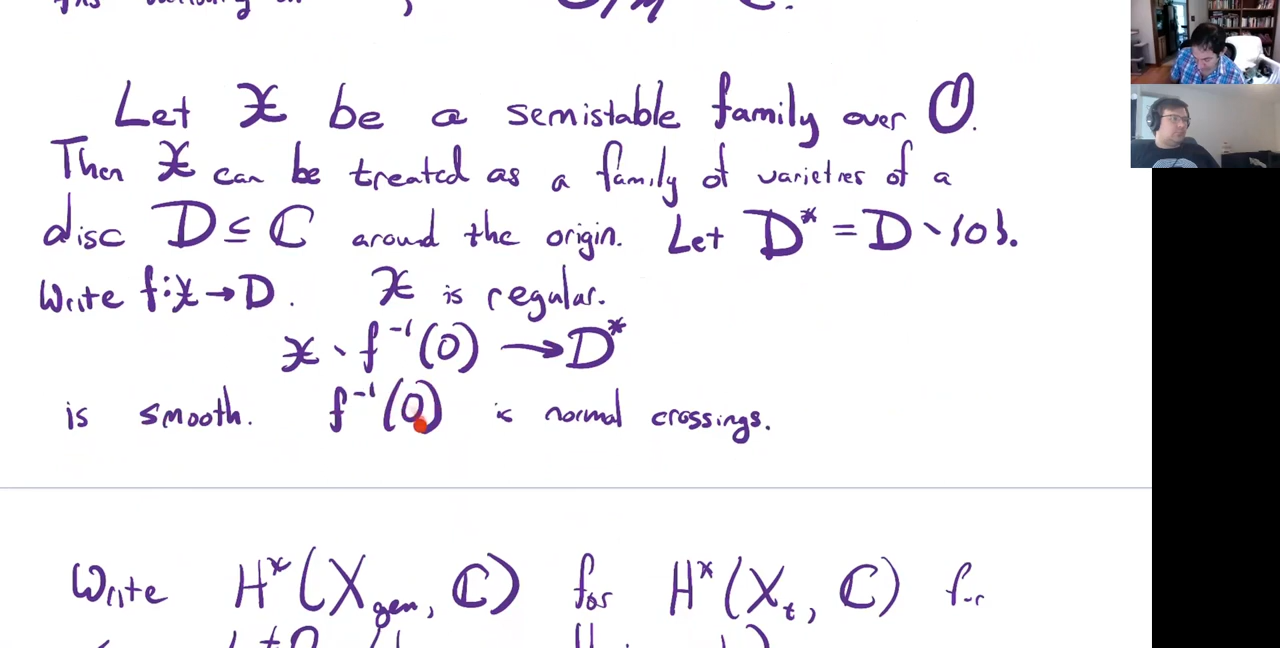 Let 𝔛 be a semistable family over O.
Then 𝔛 can be treated as a family of varieties of a
disc D ⊆ ℂ around the origin. Let D* = D \ {0}.
Write f: 𝔛 → D. 𝔛 is regular.
𝔛 \ f⁻¹(0) → D*
is smooth. f⁻¹(0) is normal crossings.
Write H*(X_gen, ℂ) for H*(X_t, ℂ) for